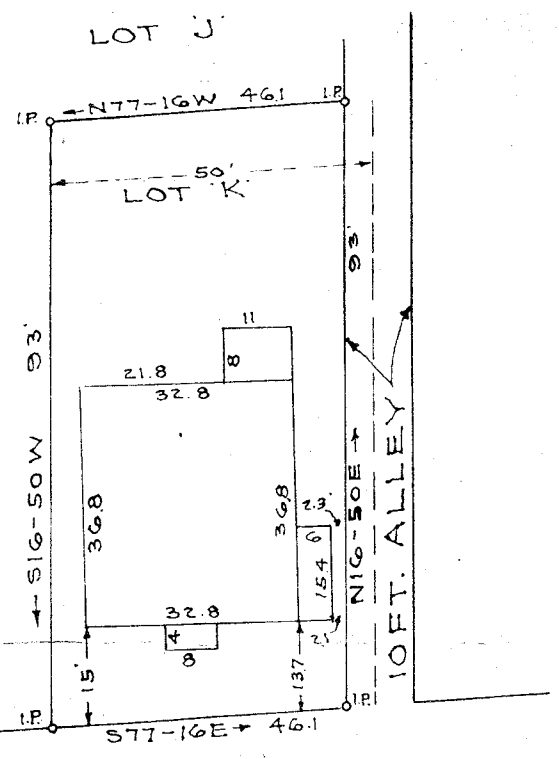 LOT 'J'
I.P.
←N77-16W 46.1
I.P.
50'
LOT 'K'
93'
93'
11
8
21.8
32.8
36.8
36.8
2.3'
6
15.4
2.1'
32.8
4
8
15'
13.7
←S16-50W
N16-50E→
10FT. ALLEY
I.P.
S77-16E→ 46.1
I.P.